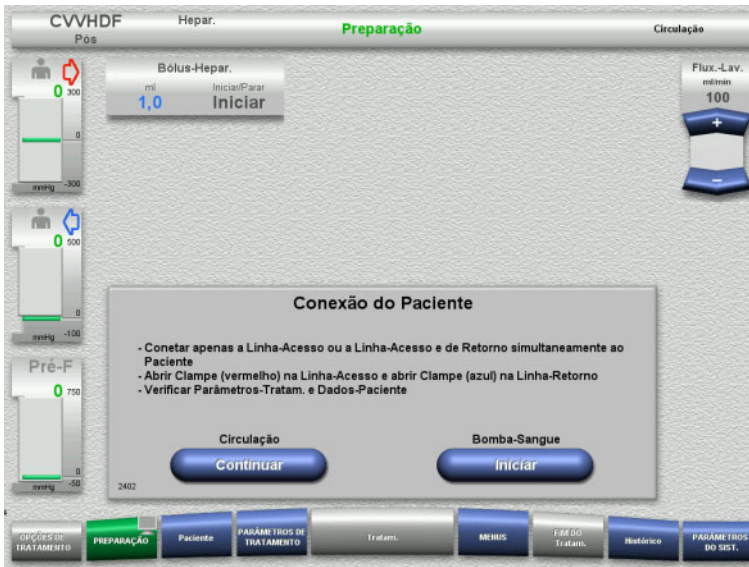 CVVHDF Hepar. Preparação Circulação
Pós
0 300
0
mmHg -300
Bólus-Hepar.
ml Iniciar/Parar
1,0 Iniciar
Flux.-Lav.
ml/min
100
+
−
0 500
0
mmHg -100
Pré-F
0 750
0
mmHg -50
Conexão do Paciente
- Conetar apenas a Linha-Acesso ou a Linha-Acesso e de Retorno simultaneamente ao
Paciente
- Abrir Clampe (vermelho) na Linha-Acesso e abrir Clampe (azul) na Linha-Retorno
- Verificar Parâmetros-Tratam. e Dados-Paciente
Circulação Bomba-Sangue
Continuar Iniciar
2402
OPÇÕES DE
TRATAMENTO
PREPARAÇÃO
Paciente
PARÂMETROS DE
TRATAMENTO
Tratam.
MENUS
FIM DO
Tratam.
Histórico
PARÂMETROS
DO SIST.